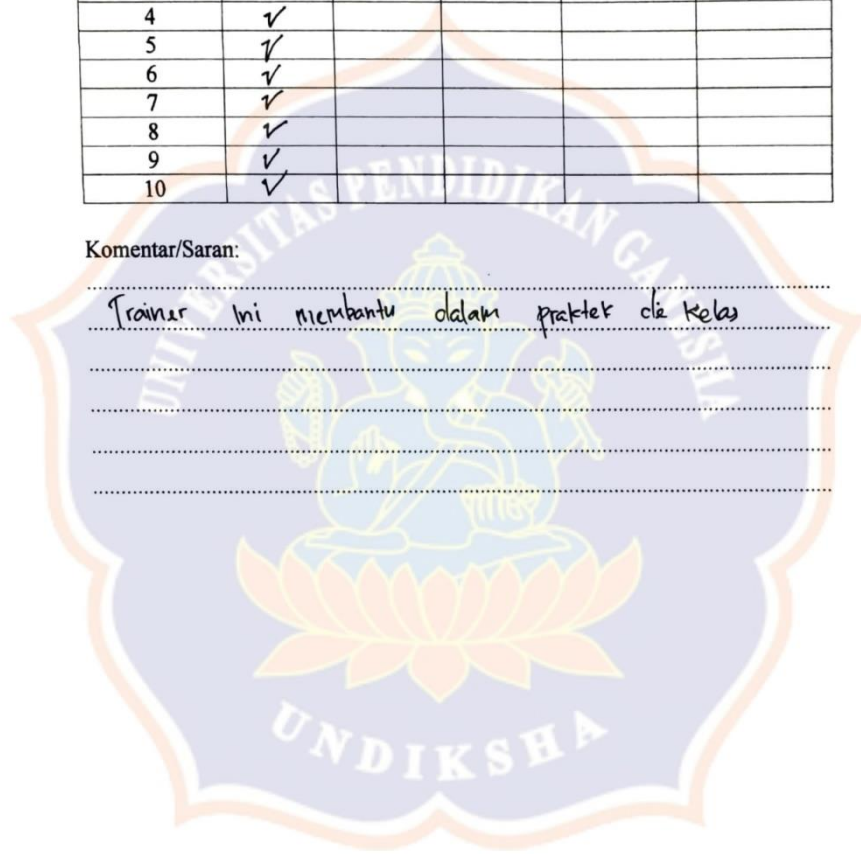 4 ✓
5 ✓
6 ✓
7 ✓
8 ✓
9 ✓
10 ✓
UNIVERSITAS PENDIDIKAN GANESHA
Komentar/Saran:
Trainer Ini membantu dalam praktek di kelas
UNDIKSHA